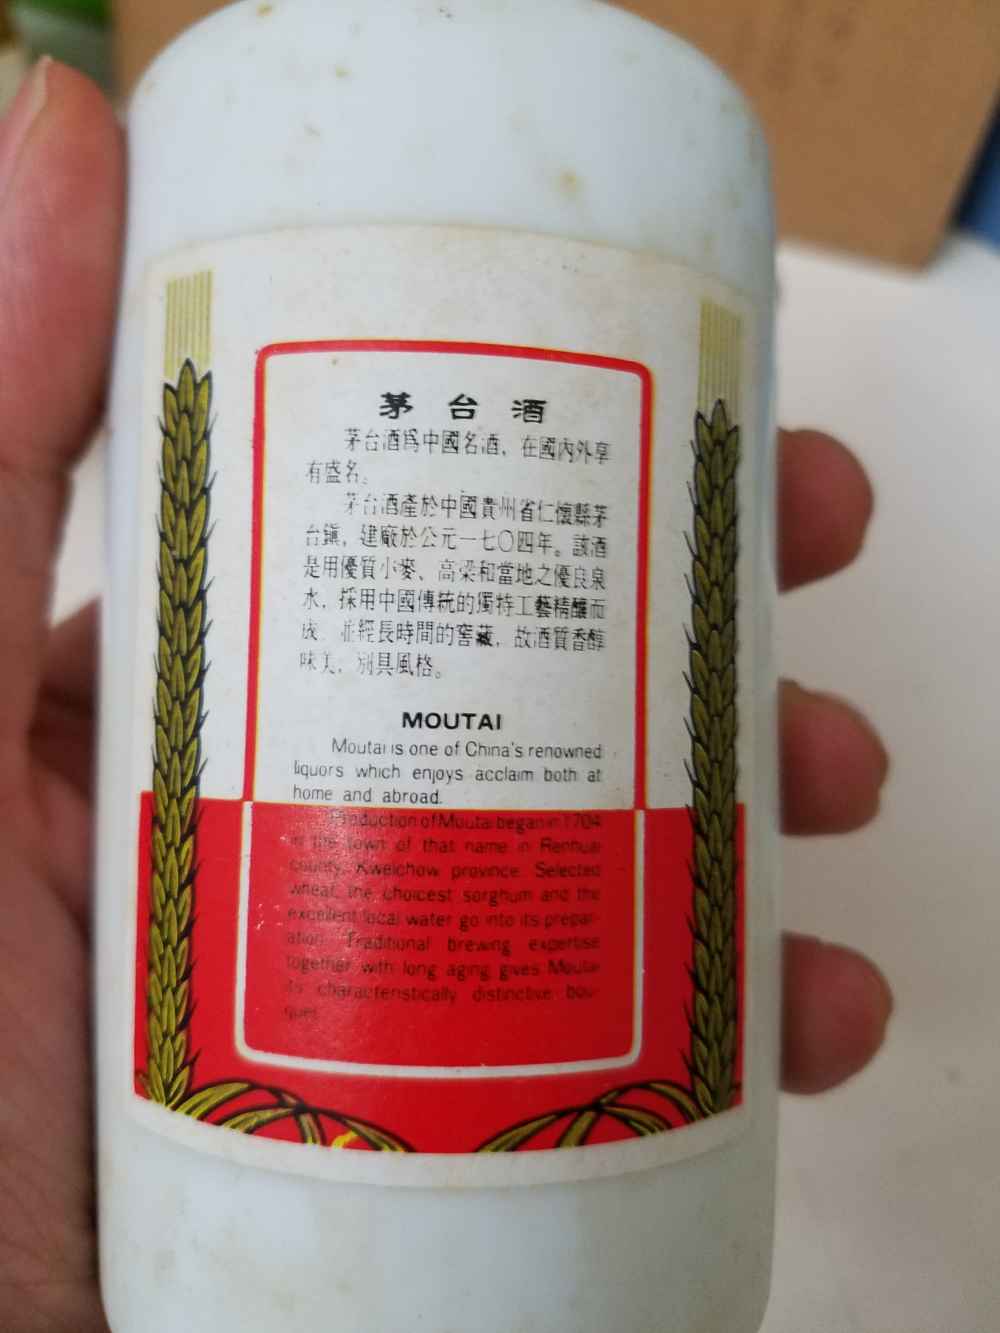 茅台酒
茅台酒爲中國名酒，在國內外享
有盛名。
茅台酒產於中國貴州省仁懷縣茅
台鎮，建廠於公元一七〇四年。該酒
是用優質小麥、高粱和當地之優良泉
水，採用中國傳統的獨特工藝精釀而
成，並經長時間的窖藏，故酒質香醇
味美，別具風格。
MOUTAI
Moutai is one of China's renowned
liquors which enjoys acclaim both at
home and abroad.
Production of Moutai began in 1704
in the town of that name in Renhuai
county, Kweichow province. Selected
wheat, the choicest sorghum and the
excellent local water go into its prepar-
ation. Traditional brewing expertise
together with long aging gives Moutai
its characteristically distinctive bou-
quet.